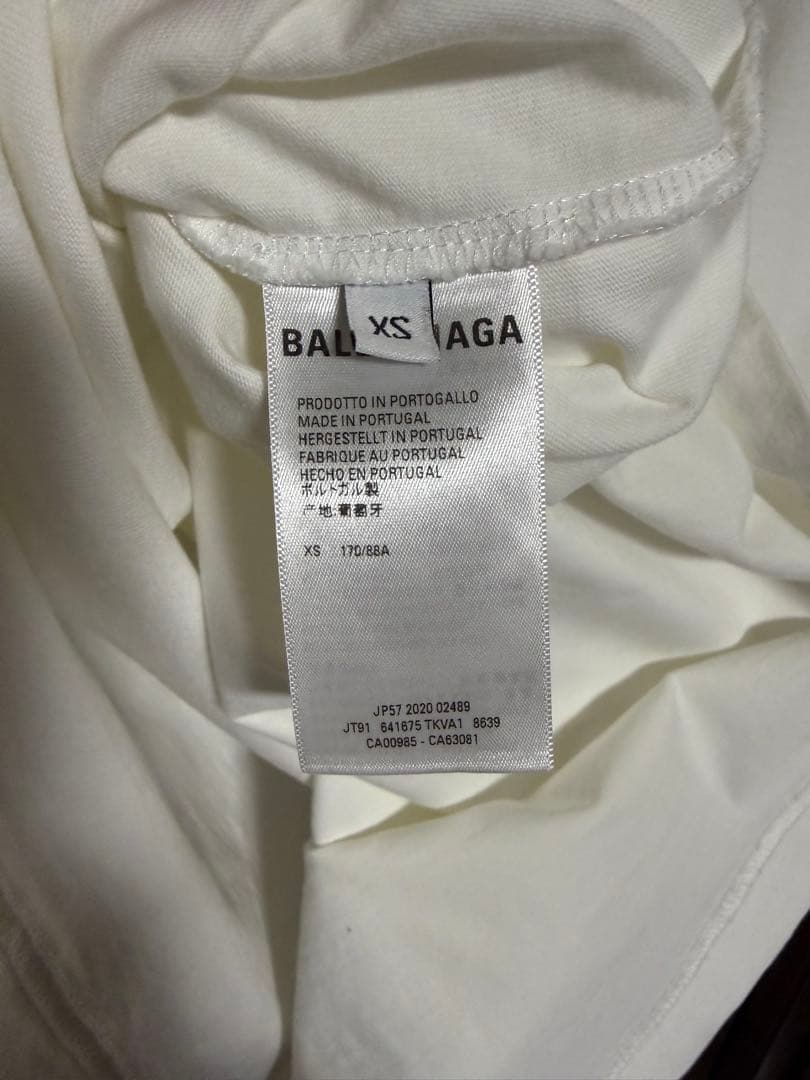 XS
BAL AGA
PRODOTTO IN PORTOGALLO
MADE IN PORTUGAL
HERGESTELLT IN PORTUGAL
FABRIQUE AU PORTUGAL
HECHO EN PORTUGAL
ポルトガル製
产地:葡萄牙
XS 170/88A
JP57 2020 02489
JT91 641675 TKVA1 8639
CA00985 - CA63081